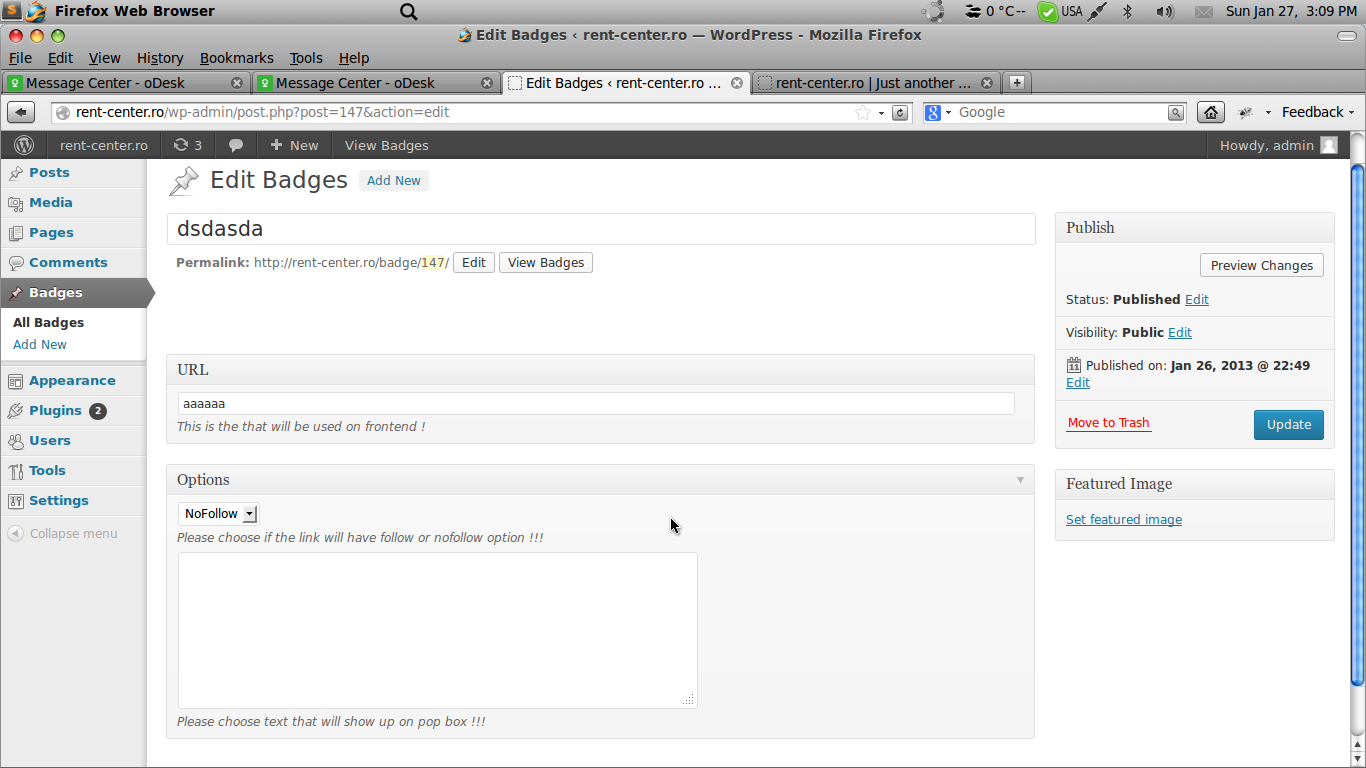 Firefox Web Browser
0 °C--
USA
Sun Jan 27, 3:09 PM
Edit Badges ‹ rent-center.ro — WordPress - Mozilla Firefox
File Edit View History Bookmarks Tools Help
Message Center - oDesk
Message Center - oDesk
Edit Badges ‹ rent-center.ro ...
rent-center.ro | Just another ...
rent-center.ro/wp-admin/post.php?post=147&action=edit
Google
Feedback
rent-center.ro
3
New
View Badges
Howdy, admin
Posts
Media
Pages
Comments
Badges
All Badges
Add New
Appearance
Plugins 2
Users
Tools
Settings
Collapse menu
Edit Badges Add New
dsdasda
Permalink: http://rent-center.ro/badge/147/ Edit View Badges
URL
aaaaaa
This is the that will be used on frontend !
Options
NoFollow
Please choose if the link will have follow or nofollow option !!!
Please choose text that will show up on pop box !!!
Publish
Preview Changes
Status: Published Edit
Visibility: Public Edit
Published on: Jan 26, 2013 @ 22:49
Edit
Move to Trash
Update
Featured Image
Set featured image